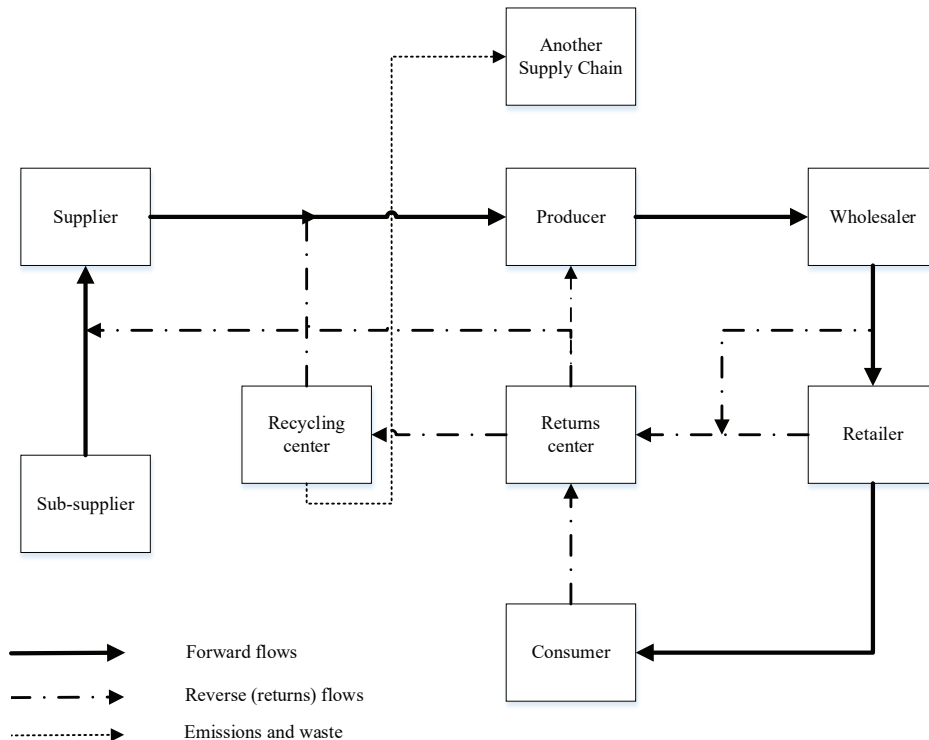 Another
Supply Chain
Supplier
Producer
Wholesaler
Recycling
center
Returns
center
Retailer
Sub-supplier
Consumer
Forward flows
Reverse (returns) flows
Emissions and waste